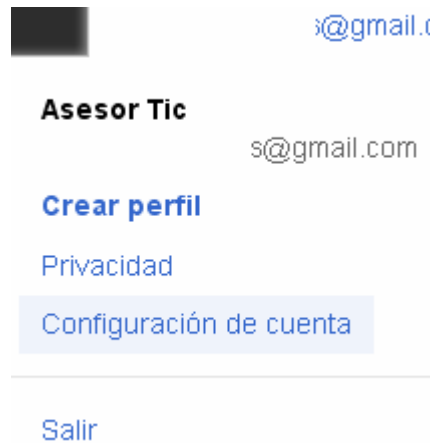 s@gmail.c
Asesor Tic
s@gmail.com
Crear perfil
Privacidad
Configuración de cuenta
Salir